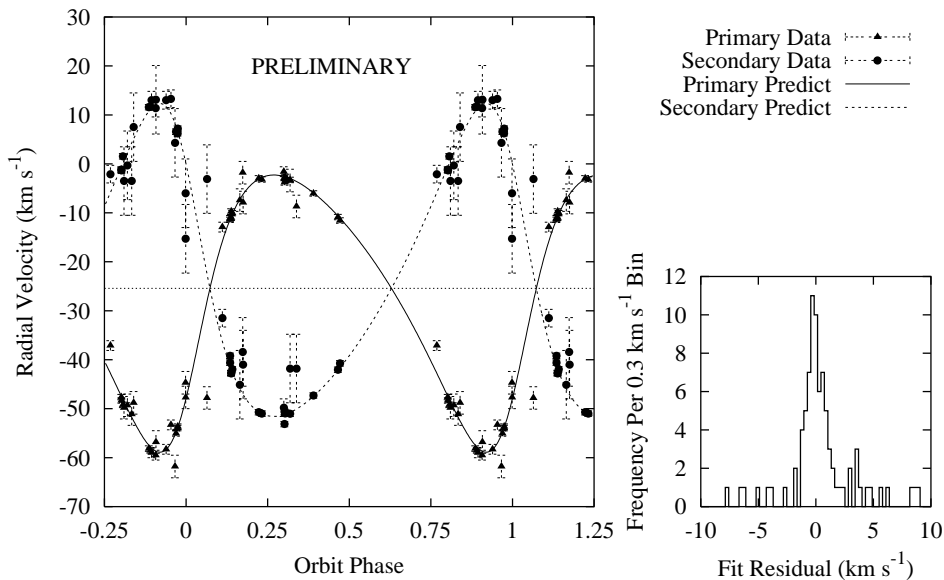 PRELIMINARY
30
20
10
0
-10
-20
-30
-40
-50
-60
-70
Radial Velocity (km s⁻¹)
-0.25 0 0.25 0.5 0.75 1 1.25
Orbit Phase
Primary Data
Secondary Data
Primary Predict
Secondary Predict
12
10
8
6
4
2
0
Frequency Per 0.3 km s⁻¹ Bin
-10 -5 0 5 10
Fit Residual (km s⁻¹)